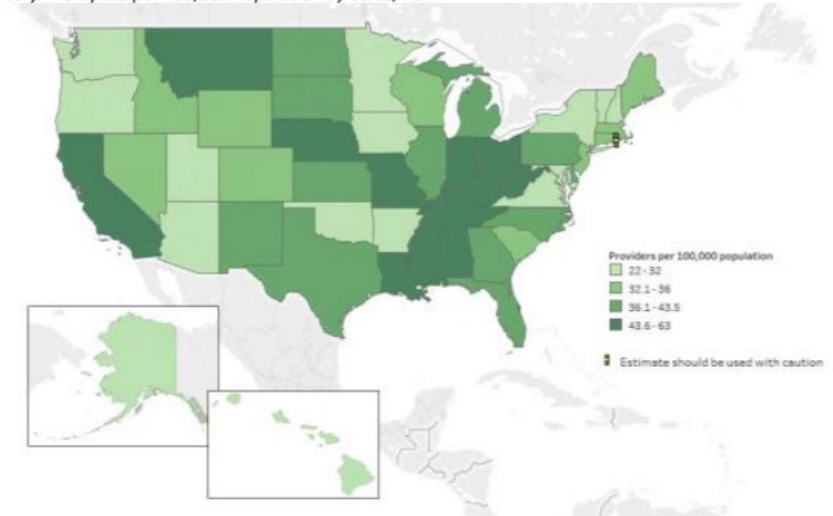 Providers per 100,000 population
22-32
32.1-36
36.1-43.5
43.6-63
Estimate should be used with caution